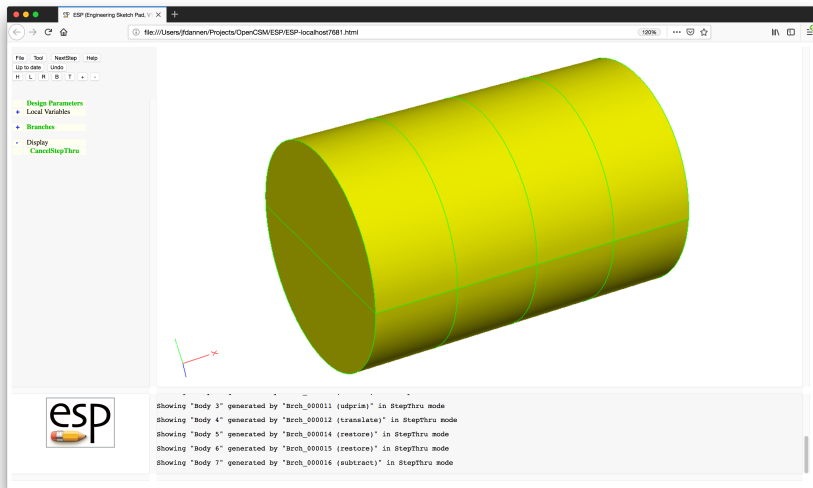 ESP (Engineering Sketch Pad, V
file:///Users/jfdannen/Projects/OpenCSM/ESP/ESP-localhost7681.html
120%
File Tool NextStep Help
Up to date Undo
H L R B T + -
Design Parameters
+ Local Variables
+ Branches
- Display
CancelStepThru
X
esp
Showing "Body 3" generated by "Brch_000011 (udprim)" in StepThru mode
Showing "Body 4" generated by "Brch_000012 (translate)" in StepThru mode
Showing "Body 5" generated by "Brch_000014 (restore)" in StepThru mode
Showing "Body 6" generated by "Brch_000015 (restore)" in StepThru mode
Showing "Body 7" generated by "Brch_000016 (subtract)" in StepThru mode